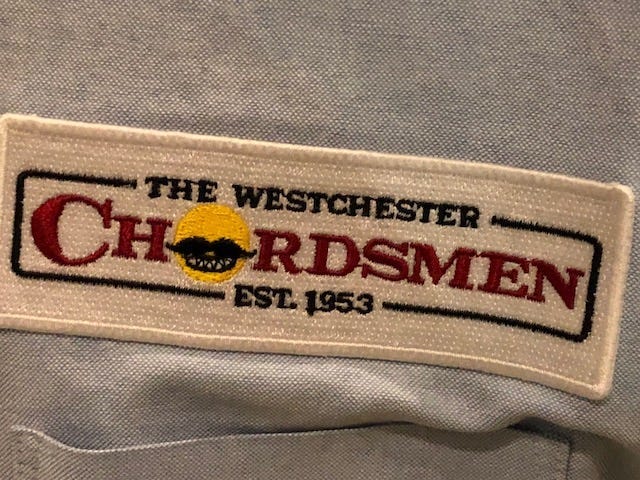 THE WESTCHESTER
CHORDSMEN
EST. 1953